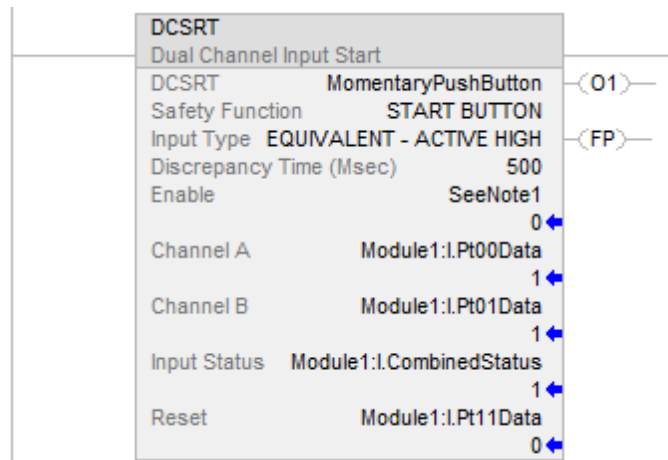 DCSRT
Dual Channel Input Start
DCSRT MomentaryPushButton (O1)
Safety Function START BUTTON
Input Type EQUIVALENT - ACTIVE HIGH (FP)
Discrepancy Time (Msec) 500
Enable SeeNote1
0
Channel A Module1:I.Pt00Data
1
Channel B Module1:I.Pt01Data
1
Input Status Module1:I.CombinedStatus
1
Reset Module1:I.Pt11Data
0